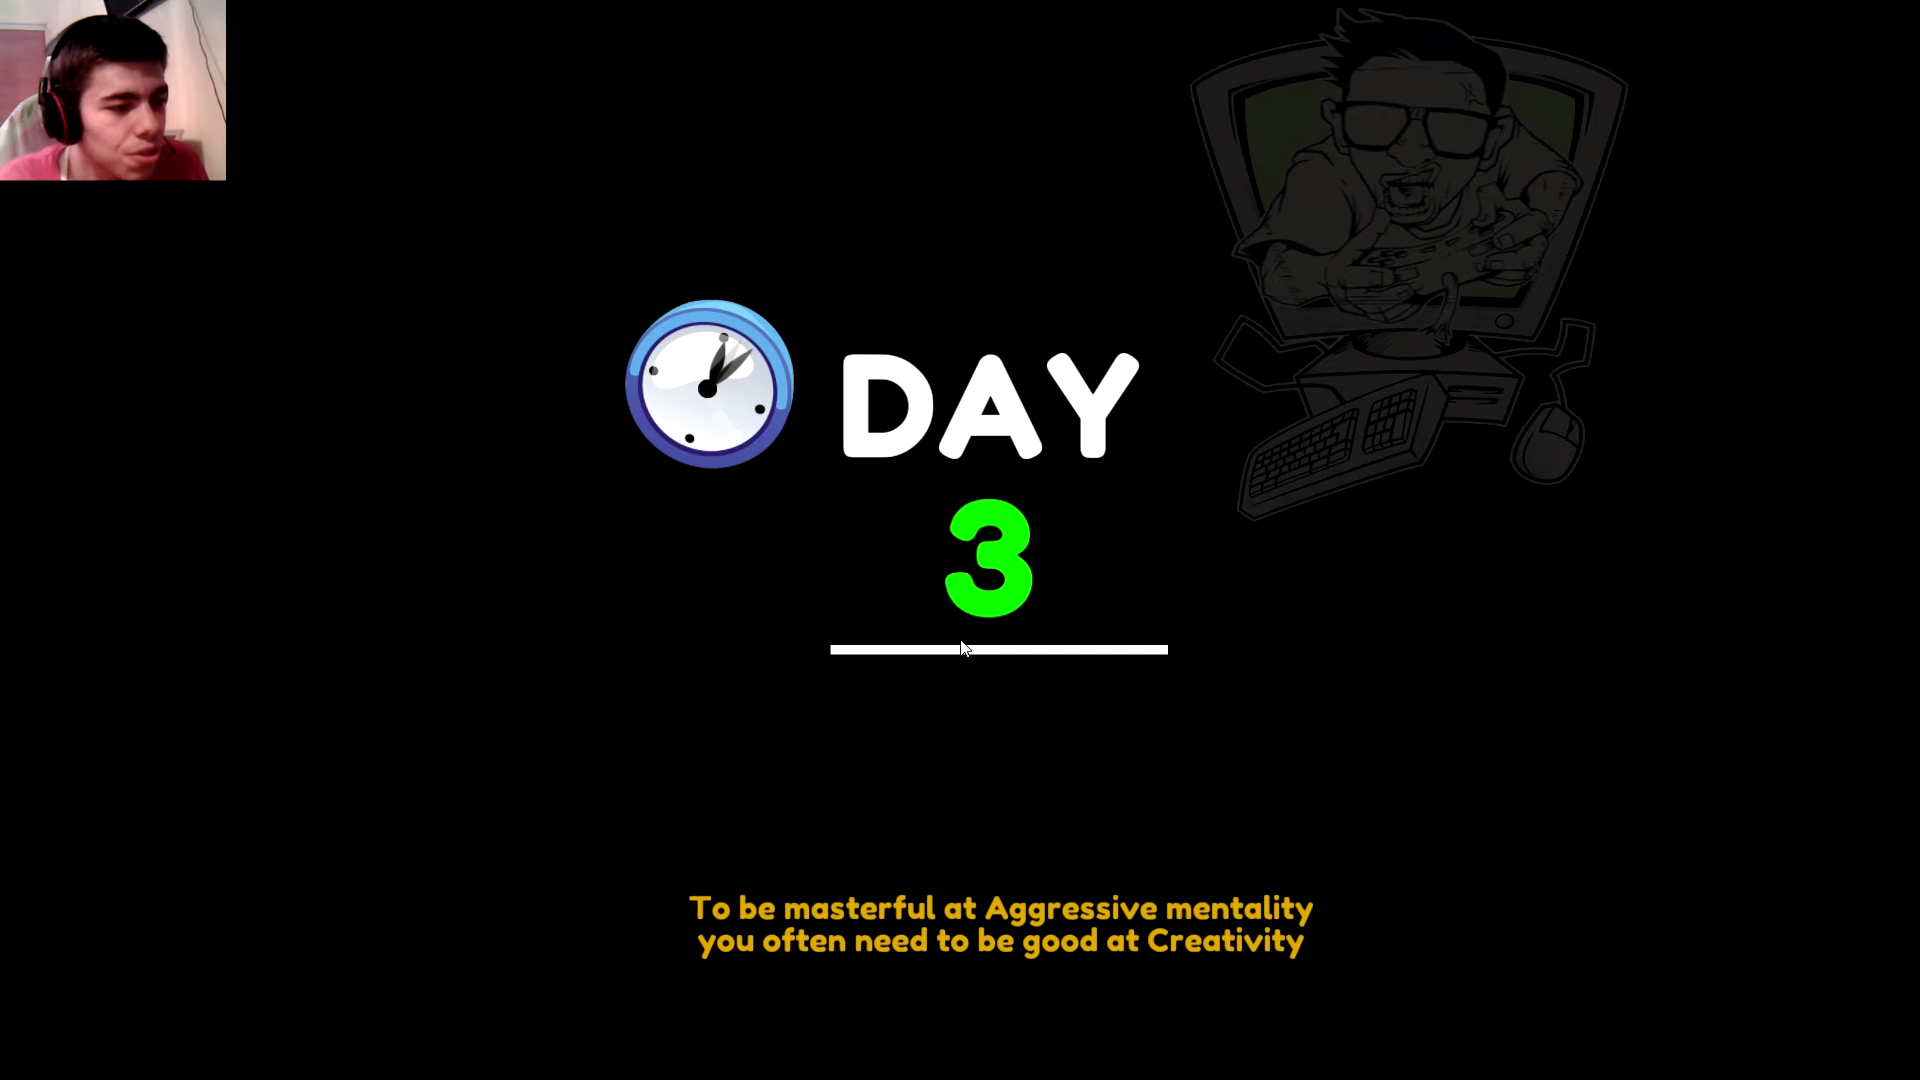 DAY
3
To be masterful at Aggressive mentality
you often need to be good at Creativity